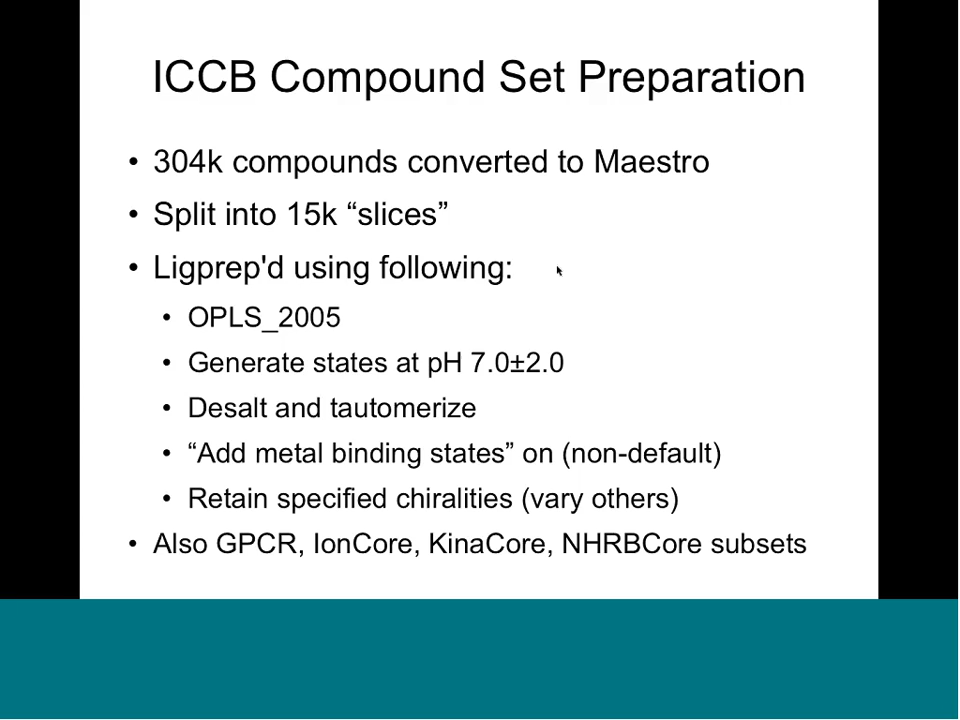 ICCB Compound Set Preparation
• 304k compounds converted to Maestro
• Split into 15k “slices”
• Ligprep'd using following:
• OPLS_2005
• Generate states at pH 7.0±2.0
• Desalt and tautomerize
• “Add metal binding states” on (non-default)
• Retain specified chiralities (vary others)
• Also GPCR, IonCore, KinaCore, NHRBCore subsets